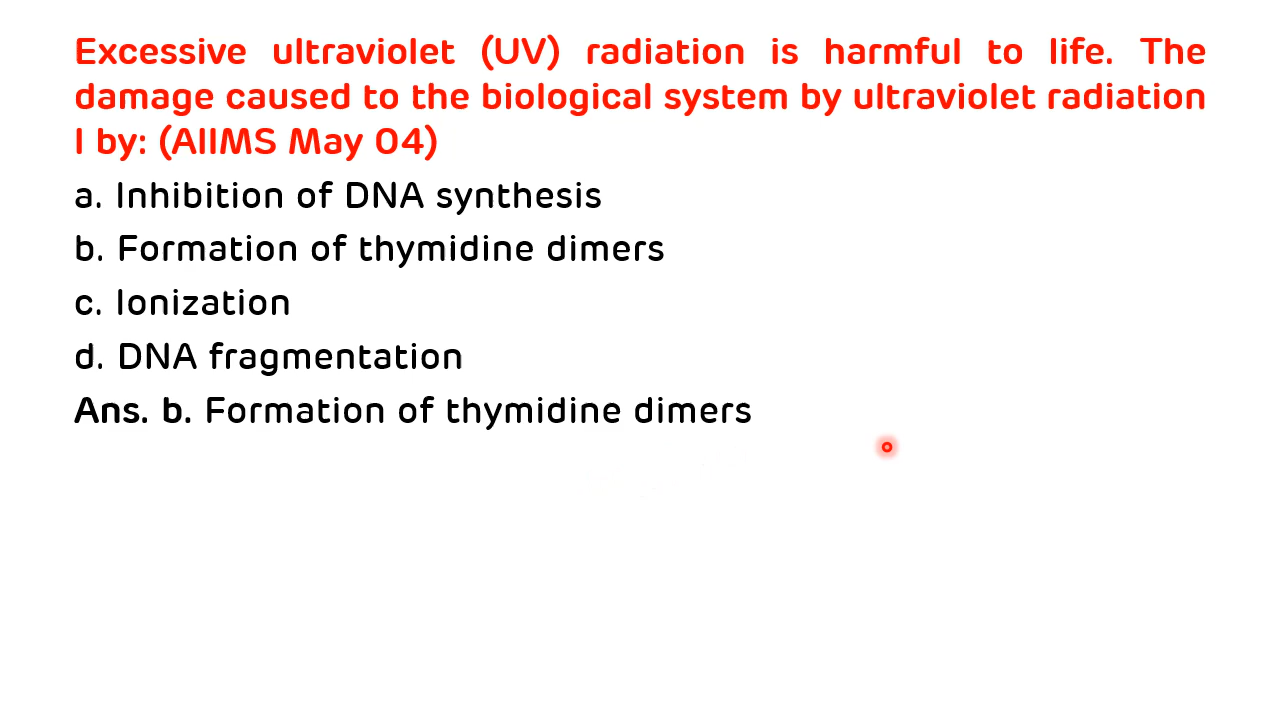 Excessive ultraviolet (UV) radiation is harmful to life. The
damage caused to the biological system by ultraviolet radiation
I by: (AIIMS May 04)
a. Inhibition of DNA synthesis
b. Formation of thymidine dimers
c. Ionization
d. DNA fragmentation
Ans. b. Formation of thymidine dimers